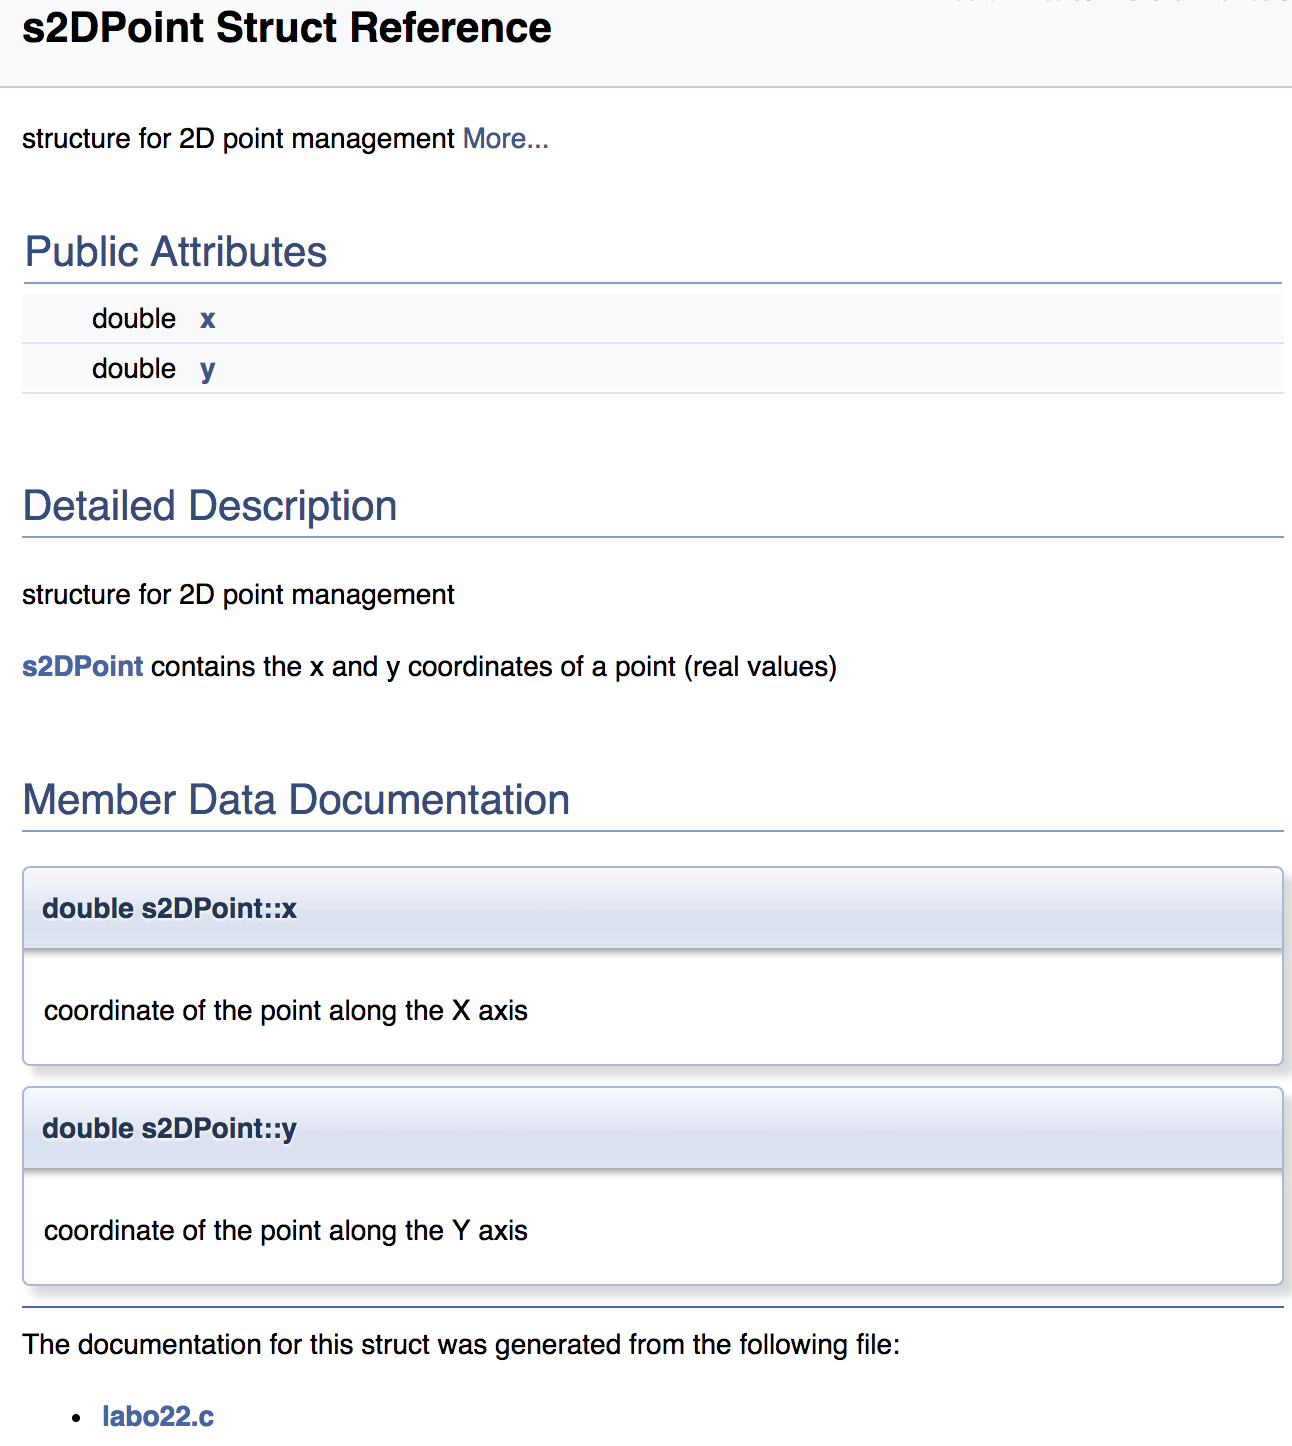 s2DPoint Struct Reference
structure for 2D point management More...
Public Attributes
double x
double y
Detailed Description
structure for 2D point management
s2DPoint contains the x and y coordinates of a point (real values)
Member Data Documentation
double s2DPoint::x
coordinate of the point along the X axis
double s2DPoint::y
coordinate of the point along the Y axis
The documentation for this struct was generated from the following file:
• labo22.c